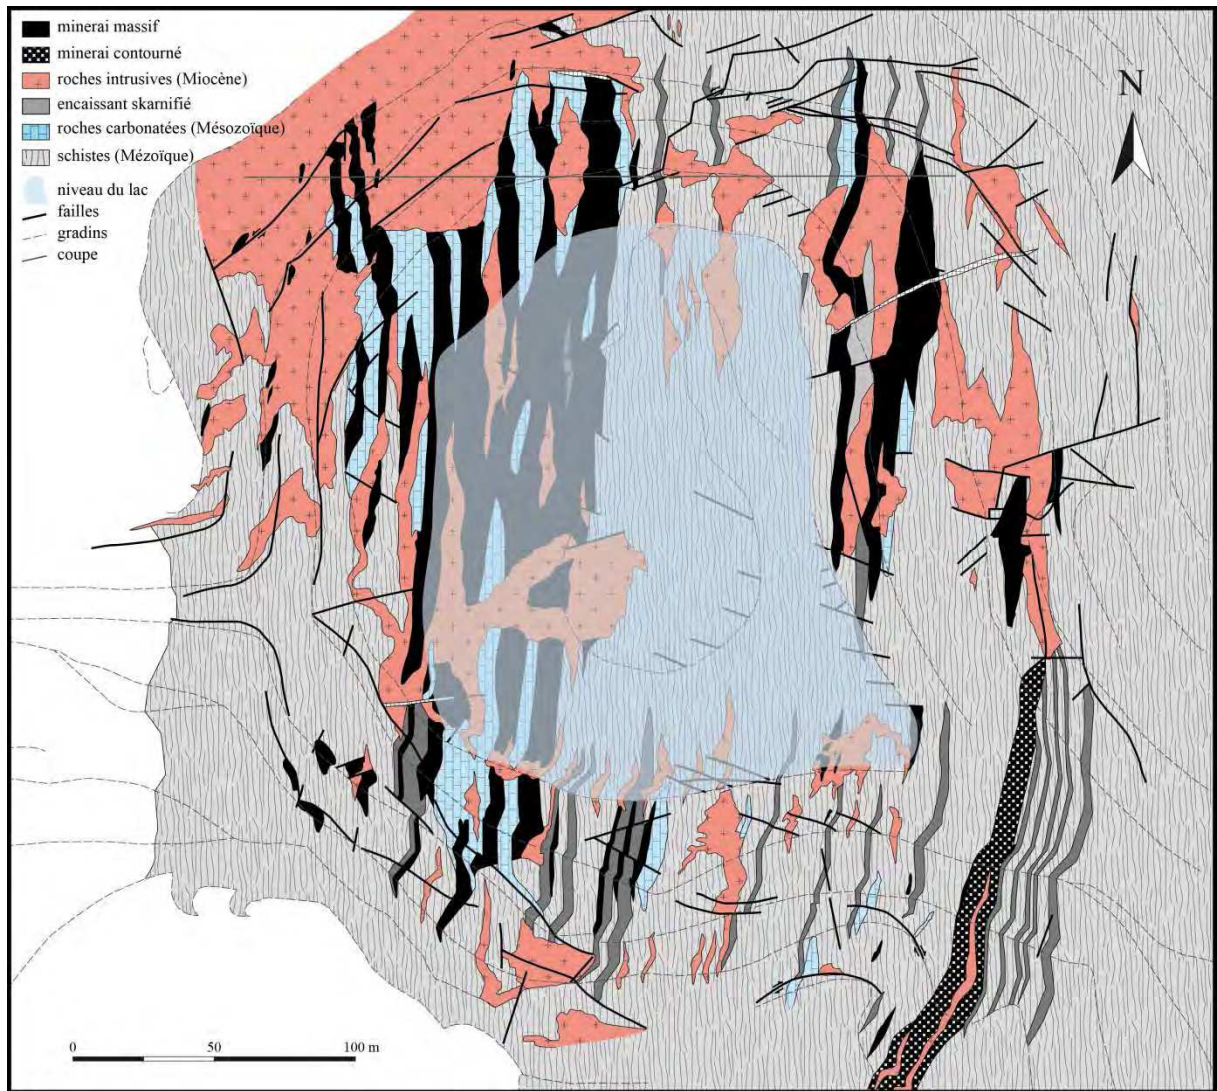 minerai massif
minerai contourné
roches intrusives (Miocène)
encaissant skarnifié
roches carbonatées (Mésozoïque)
schistes (Mézoïque)
niveau du lac
failles
gradins
coupe
N
0 50 100 m